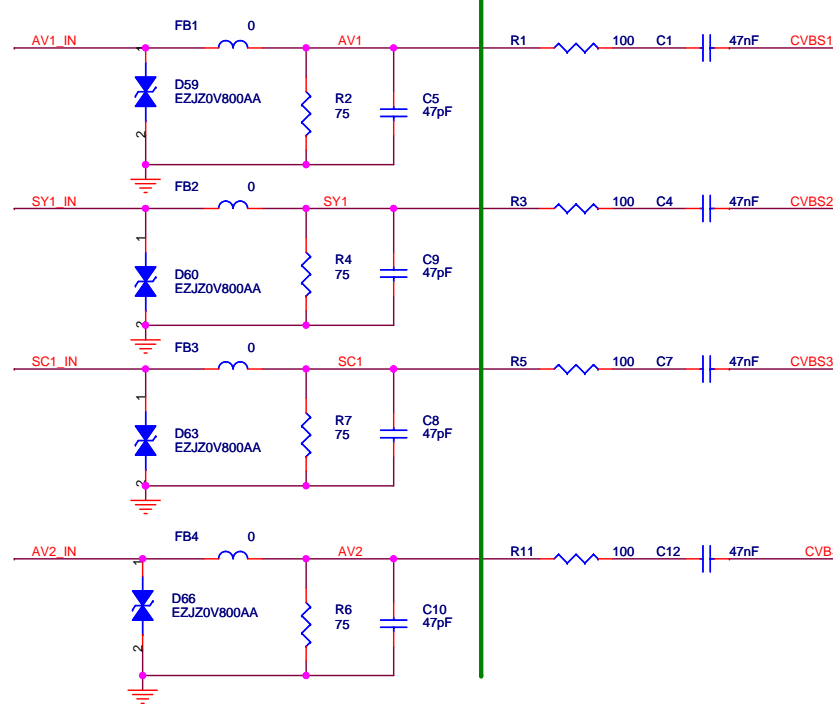 FB1 0
AV1_IN AV1 R1 100 C1 47nF CVBS1
1
D59
EZJZ0V800AA
R2
75
C5
47pF
2
FB2 0
SY1_IN SY1 R3 100 C4 47nF CVBS2
1
D60
EZJZ0V800AA
R4
75
C9
47pF
2
FB3 0
SC1_IN SC1 R5 100 C7 47nF CVBS3
1
D63
EZJZ0V800AA
R7
75
C8
47pF
2
FB4 0
AV2_IN AV2 R11 100 C12 47nF CVB
1
D66
EZJZ0V800AA
R6
75
C10
47pF
2